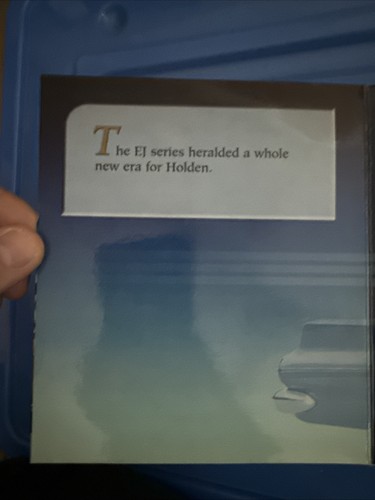 The EJ series heralded a whole
new era for Holden.